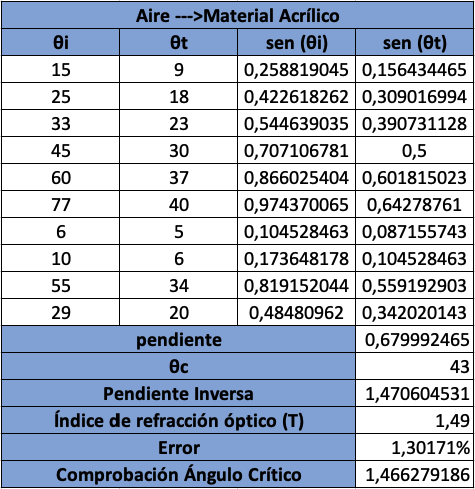 Aire --->Material Acrílico
θi θt sen (θi) sen (θt)
15 9 0,258819045 0,156434465
25 18 0,422618262 0,309016994
33 23 0,544639035 0,390731128
45 30 0,707106781 0,5
60 37 0,866025404 0,601815023
77 40 0,974370065 0,64278761
6 5 0,104528463 0,087155743
10 6 0,173648178 0,104528463
55 34 0,819152044 0,559192903
29 20 0,48480962 0,342020143
pendiente 0,679992465
θc 43
Pendiente Inversa 1,470604531
Índice de refracción óptico (T) 1,49
Error 1,30171%
Comprobación Ángulo Crítico 1,466279186